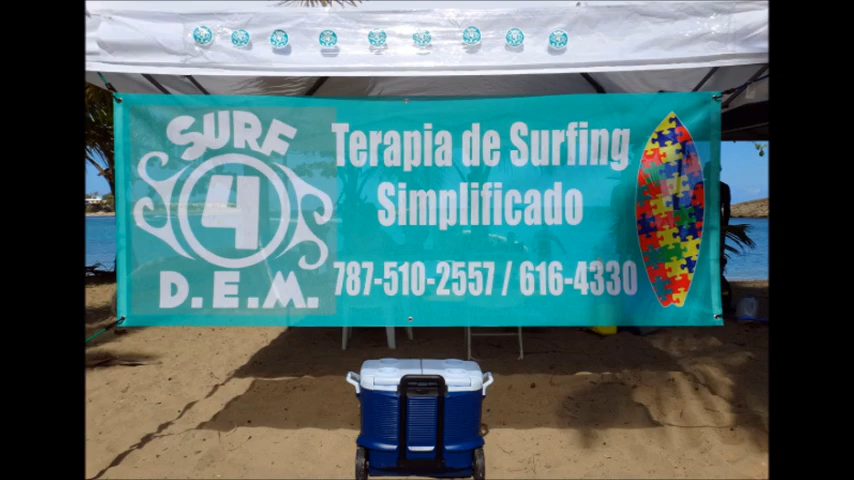 SURF
4
D.E.M.
Terapia de Surfing
Simplificado
787-510-2557 / 616-4330